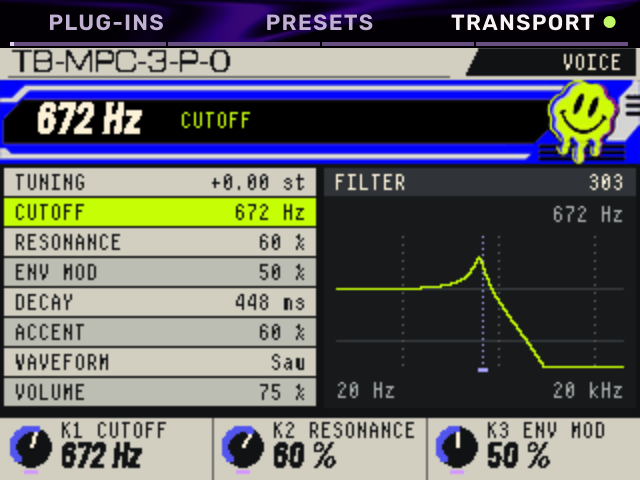 PLUG-INS PRESETS TRANSPORT
TB-MPC-3-P-0 VOICE
672 Hz CUTOFF
TUNING +0.00 st
CUTOFF 672 Hz
RESONANCE 60 %
ENV MOD 50 %
DECAY 448 ms
ACCENT 60 %
WAVEFORM Saw
VOLUME 75 %
FILTER 303
672 Hz
20 Hz 20 kHz
K1 CUTOFF
672 Hz
K2 RESONANCE
60 %
K3 ENV MOD
50 %